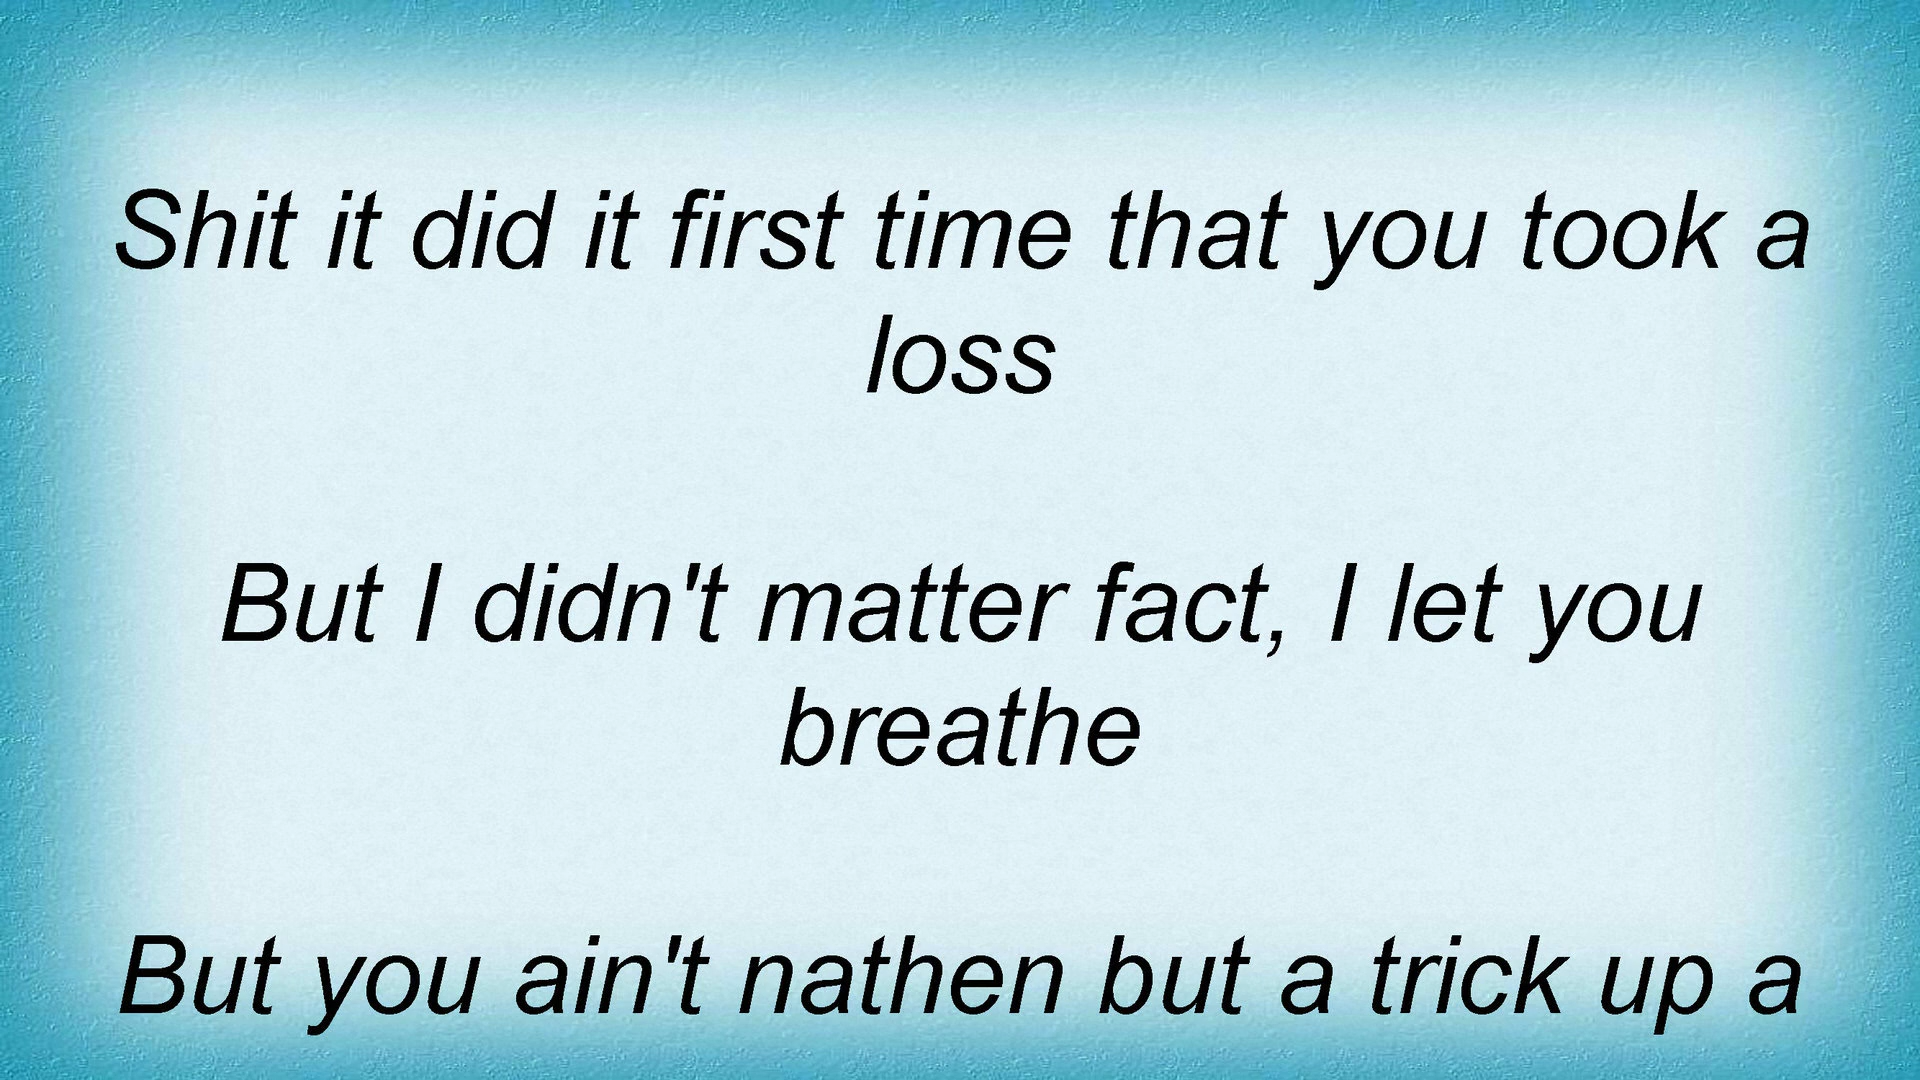 Shit it did it first time that you took a
loss
But I didn't matter fact, I let you
breathe
But you ain't nathen but a trick up a